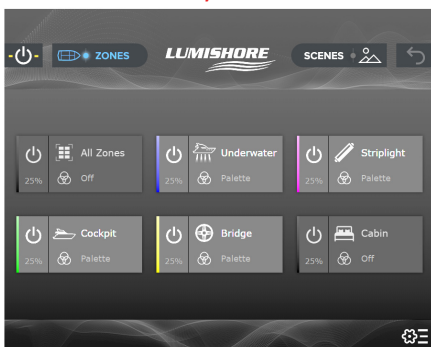 ZONES
LUMISHORE
SCENES
All Zones
25%
Off
Underwater
25%
Palette
Striplight
25%
Palette
Cockpit
25%
Palette
Bridge
25%
Palette
Cabin
25%
Off